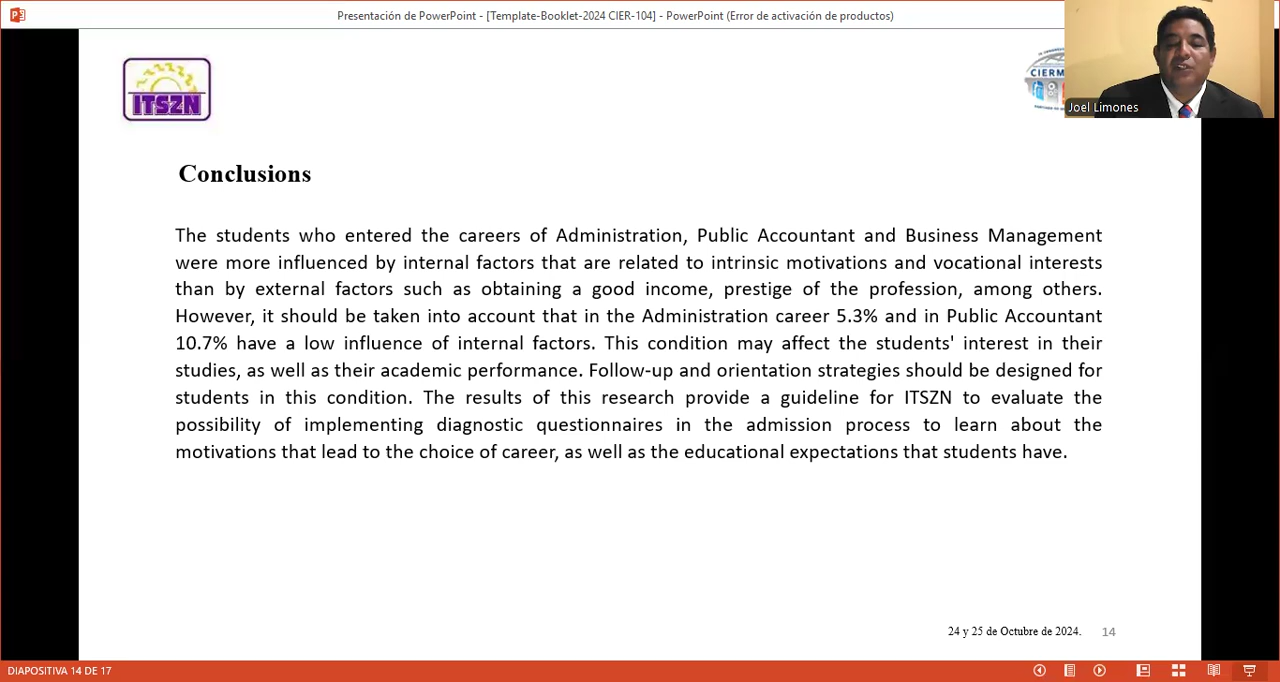 Presentación de PowerPoint - [Template-Booklet-2024 CIER-104] - PowerPoint (Error de activación de productos)
ITSZN
CIERM
Joel Limones
Conclusions
The students who entered the careers of Administration, Public Accountant and Business Management
were more influenced by internal factors that are related to intrinsic motivations and vocational interests
than by external factors such as obtaining a good income, prestige of the profession, among others.
However, it should be taken into account that in the Administration career 5.3% and in Public Accountant
10.7% have a low influence of internal factors. This condition may affect the students' interest in their
studies, as well as their academic performance. Follow-up and orientation strategies should be designed for
students in this condition. The results of this research provide a guideline for ITSZN to evaluate the
possibility of implementing diagnostic questionnaires in the admission process to learn about the
motivations that lead to the choice of career, as well as the educational expectations that students have.
24 y 25 de Octubre de 2024.
14
DIAPOSITIVA 14 DE 17